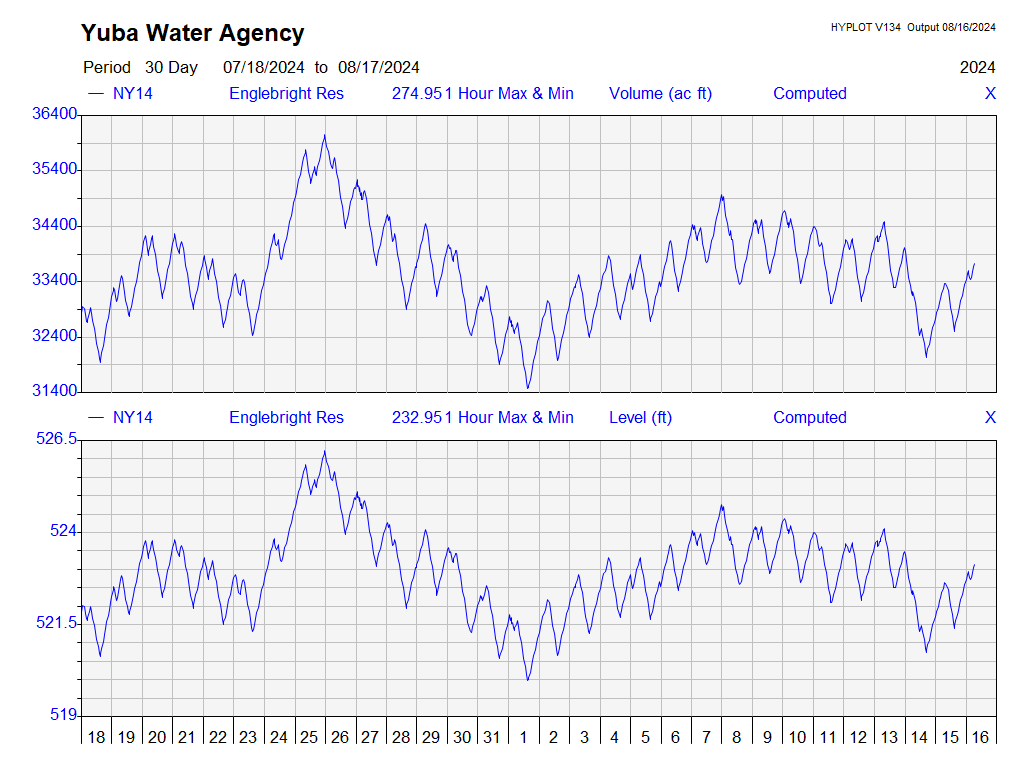 Yuba Water Agency
HYPLOT V134 Output 08/16/2024
Period 30 Day 07/18/2024 to 08/17/2024 2024
NY14 Englebright Res 274.951 Hour Max & Min Volume (ac ft) Computed X
36400
35400
34400
33400
32400
31400
NY14 Englebright Res 232.951 Hour Max & Min Level (ft) Computed X
526.5
524
521.5
519
18 19 20 21 22 23 24 25 26 27 28 29 30 31 1 2 3 4 5 6 7 8 9 10 11 12 13 14 15 16